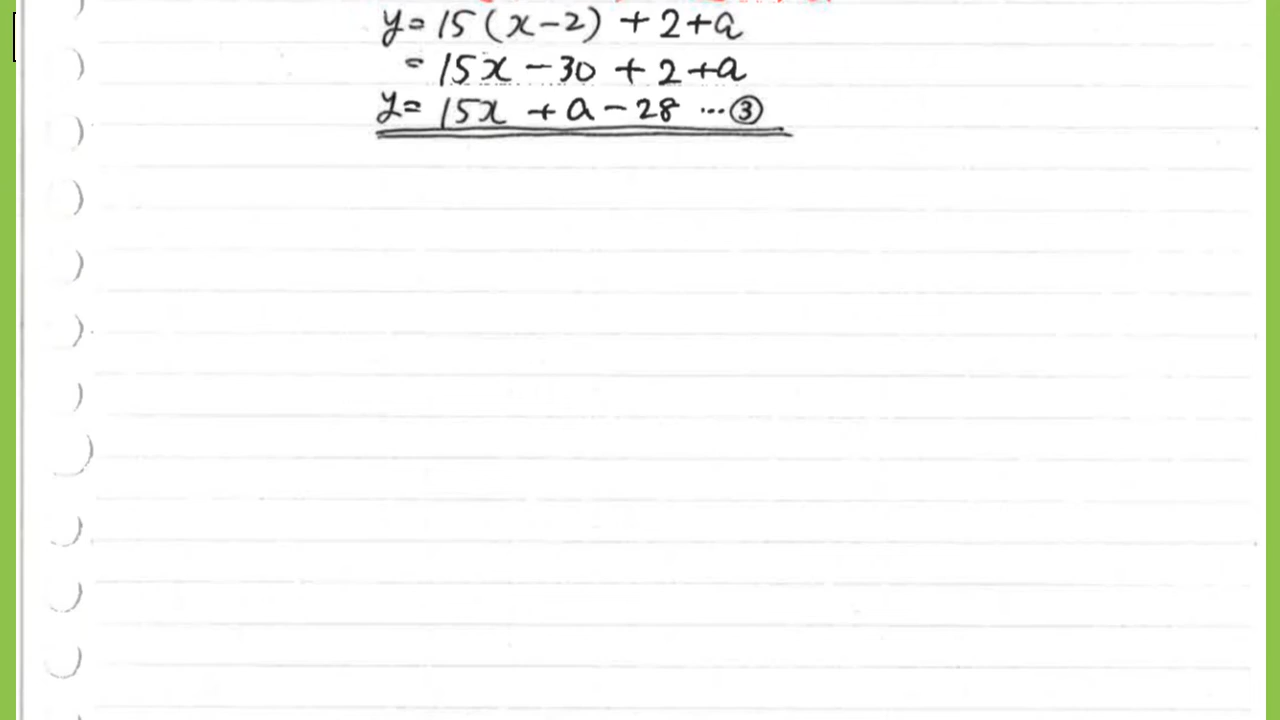 y=15(x-2)+2+a
=15x-30+2+a
y=15x+a-28 …③